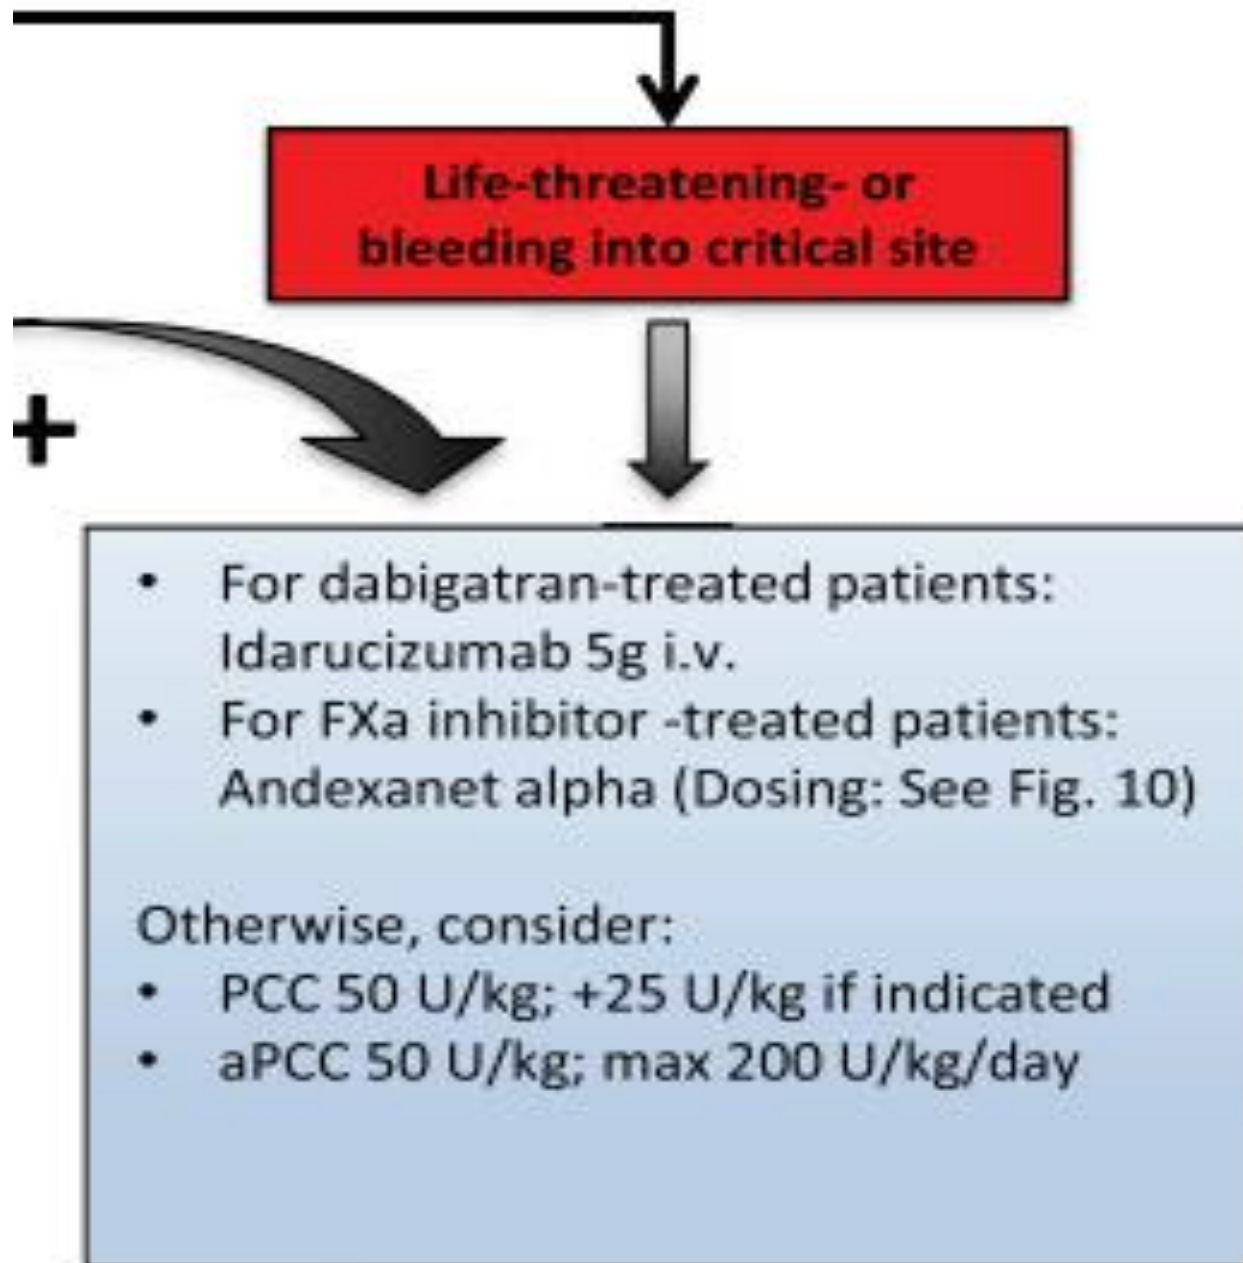 Life-threatening- or
bleeding into critical site
+
• For dabigatran-treated patients:
Idarucizumab 5g i.v.
• For FXa inhibitor -treated patients:
Andexanet alpha (Dosing: See Fig. 10)
Otherwise, consider:
• PCC 50 U/kg; +25 U/kg if indicated
• aPCC 50 U/kg; max 200 U/kg/day